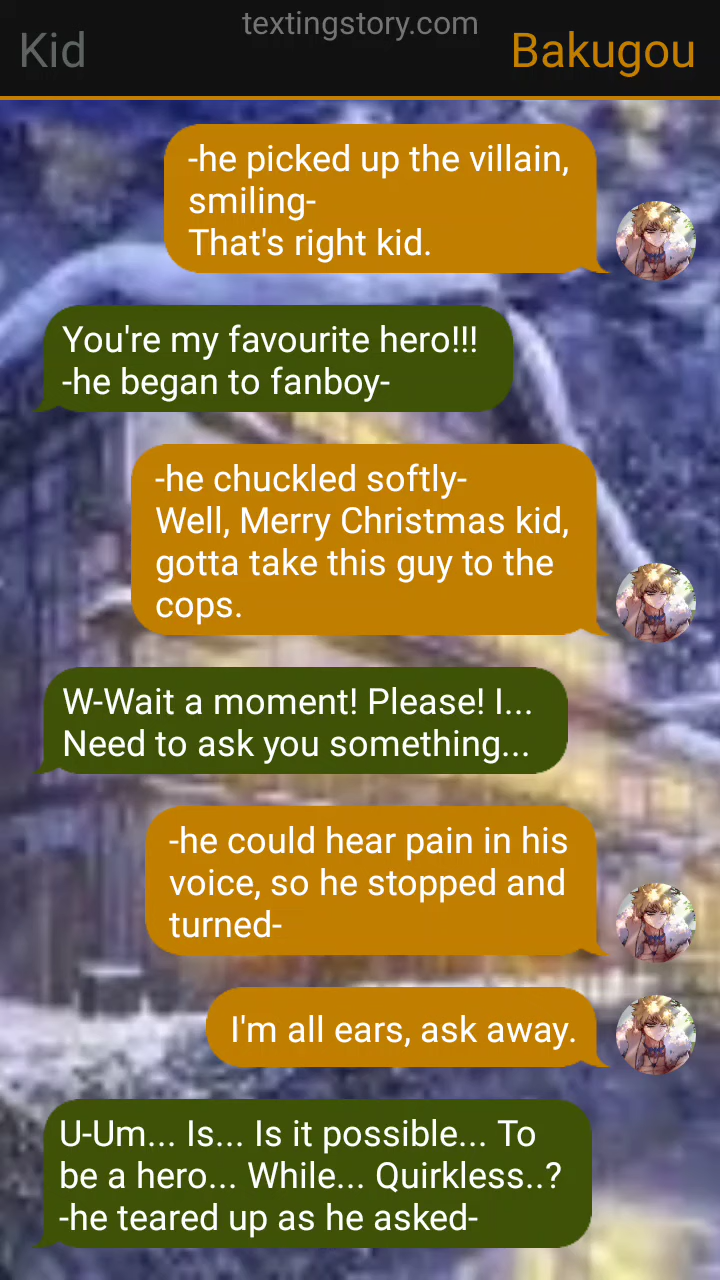 textingstory.com
Kid
Bakugou
-he picked up the villain,
smiling-
That's right kid.
You're my favourite hero!!!
-he began to fanboy-
-he chuckled softly-
Well, Merry Christmas kid,
gotta take this guy to the
cops.
W-Wait a moment! Please! I...
Need to ask you something...
-he could hear pain in his
voice, so he stopped and
turned-
I'm all ears, ask away.
U-Um... Is... Is it possible... To
be a hero... While... Quirkless..?
-he teared up as he asked-